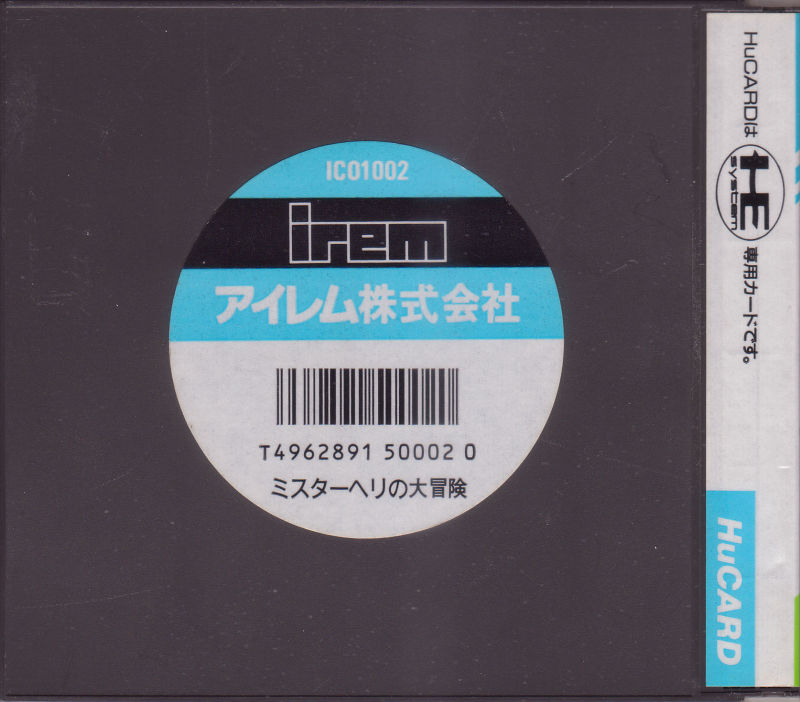 IC01002
irem
アイレム株式会社
T4962891 50002 0
ミスターヘリの大冒険
HuCARDは HE system 専用カードです。
HuCARD